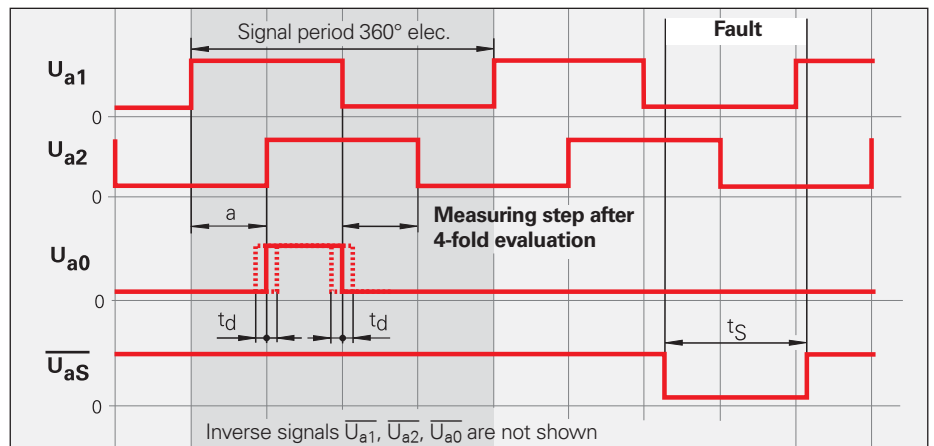 Signal period 360° elec.
Fault
Ua1
0
Ua2
0
a
Measuring step after
4-fold evaluation
Ua0
0
td
td
tS
UaS
0
Inverse signals Ua1, Ua2, Ua0 are not shown